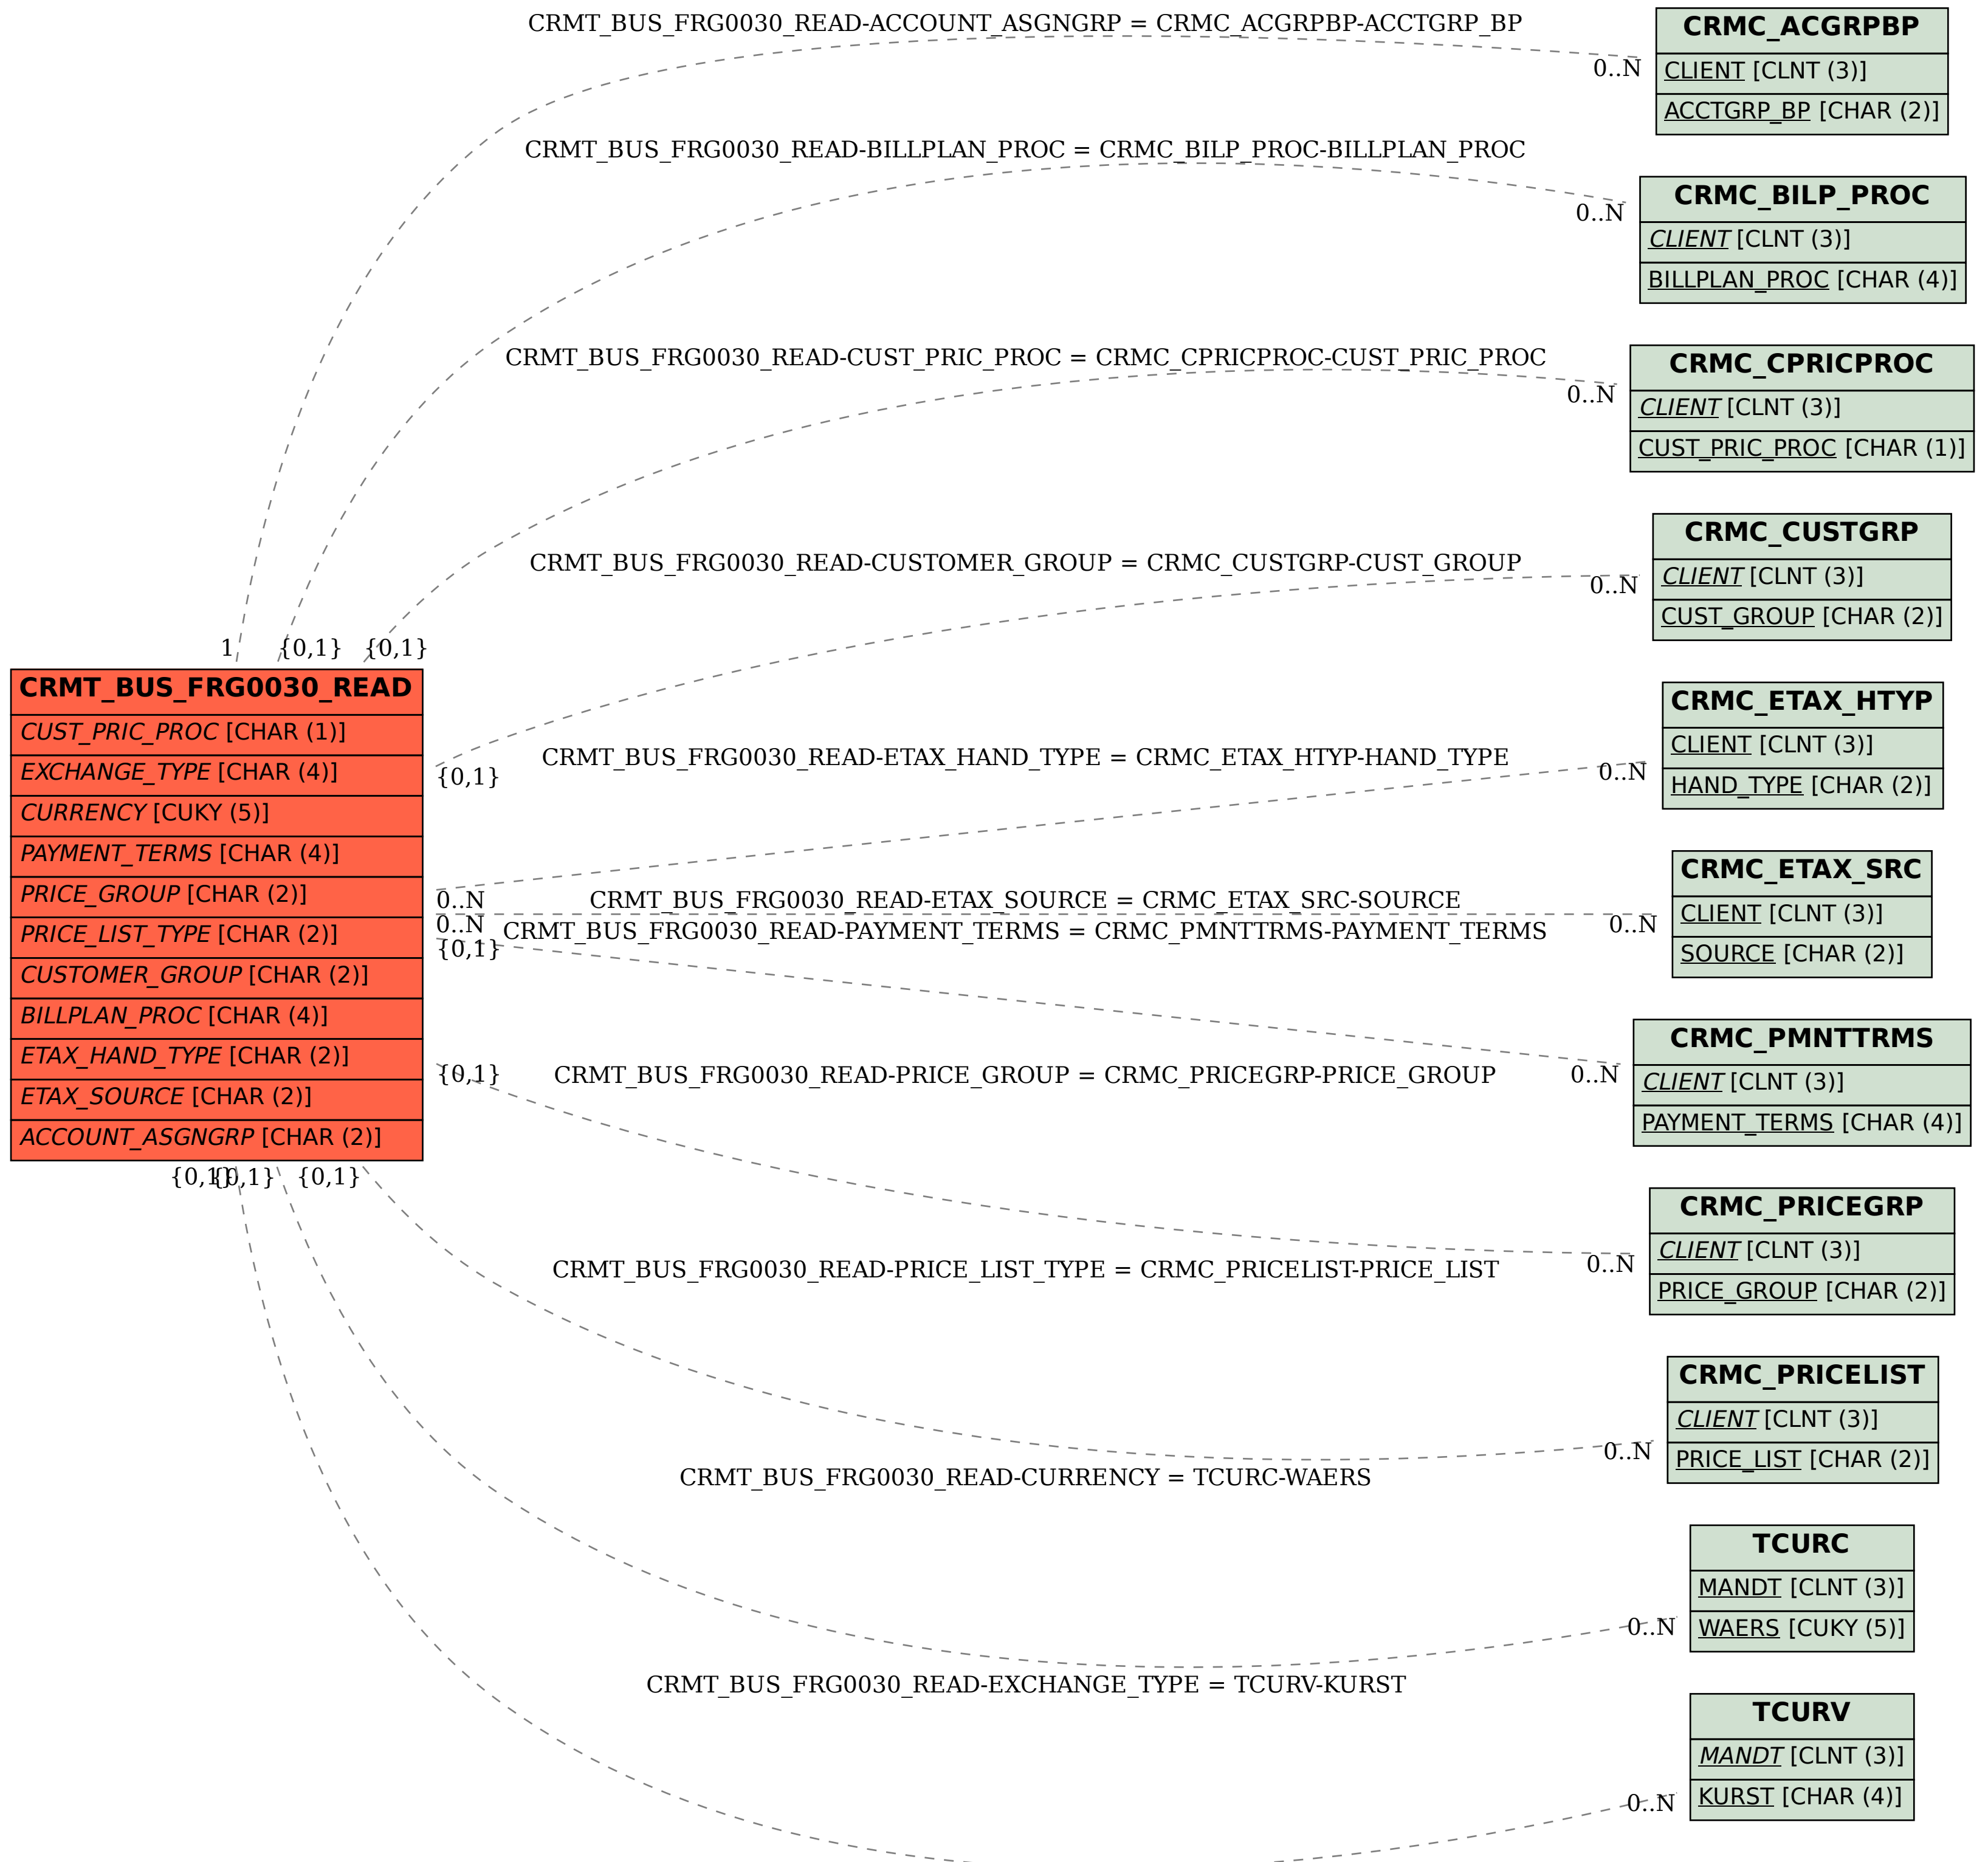 CRMT_BUS_FRG0030_READ-ACCOUNT_ASGNGRP = CRMC_ACGRPBP-ACCTGRP_BP
0..N
CRMC_ACGRPBP
CLIENT [CLNT (3)]
ACCTGRP_BP [CHAR (2)]
CRMT_BUS_FRG0030_READ-BILLPLAN_PROC = CRMC_BILP_PROC-BILLPLAN_PROC
0..N
CRMC_BILP_PROC
CLIENT [CLNT (3)]
BILLPLAN_PROC [CHAR (4)]
CRMT_BUS_FRG0030_READ-CUST_PRIC_PROC = CRMC_CPRICPROC-CUST_PRIC_PROC
0..N
CRMC_CPRICPROC
CLIENT [CLNT (3)]
CUST_PRIC_PROC [CHAR (1)]
CRMT_BUS_FRG0030_READ-CUSTOMER_GROUP = CRMC_CUSTGRP-CUST_GROUP
0..N
CRMC_CUSTGRP
CLIENT [CLNT (3)]
CUST_GROUP [CHAR (2)]
1
{0,1}
{0,1}
CRMT_BUS_FRG0030_READ
CUST_PRIC_PROC [CHAR (1)]
EXCHANGE_TYPE [CHAR (4)]
CURRENCY [CUKY (5)]
PAYMENT_TERMS [CHAR (4)]
PRICE_GROUP [CHAR (2)]
PRICE_LIST_TYPE [CHAR (2)]
CUSTOMER_GROUP [CHAR (2)]
BILLPLAN_PROC [CHAR (4)]
ETAX_HAND_TYPE [CHAR (2)]
ETAX_SOURCE [CHAR (2)]
ACCOUNT_ASGNGRP [CHAR (2)]
{0,1}
CRMT_BUS_FRG0030_READ-ETAX_HAND_TYPE = CRMC_ETAX_HTYP-HAND_TYPE
0..N
CRMC_ETAX_HTYP
CLIENT [CLNT (3)]
HAND_TYPE [CHAR (2)]
0..N
CRMT_BUS_FRG0030_READ-ETAX_SOURCE = CRMC_ETAX_SRC-SOURCE
0..N
0..N
CRMC_ETAX_SRC
CLIENT [CLNT (3)]
SOURCE [CHAR (2)]
{0,1}
CRMT_BUS_FRG0030_READ-PAYMENT_TERMS = CRMC_PMNTTRMS-PAYMENT_TERMS
0..N
CRMC_PMNTTRMS
CLIENT [CLNT (3)]
PAYMENT_TERMS [CHAR (4)]
{0,1}
CRMT_BUS_FRG0030_READ-PRICE_GROUP = CRMC_PRICEGRP-PRICE_GROUP
0..N
CRMC_PRICEGRP
CLIENT [CLNT (3)]
PRICE_GROUP [CHAR (2)]
{0,1}
{0,1}
{0,1}
CRMT_BUS_FRG0030_READ-PRICE_LIST_TYPE = CRMC_PRICELIST-PRICE_LIST
0..N
CRMC_PRICELIST
CLIENT [CLNT (3)]
PRICE_LIST [CHAR (2)]
CRMT_BUS_FRG0030_READ-CURRENCY = TCURC-WAERS
0..N
TCURC
MANDT [CLNT (3)]
WAERS [CUKY (5)]
CRMT_BUS_FRG0030_READ-EXCHANGE_TYPE = TCURV-KURST
0..N
TCURV
MANDT [CLNT (3)]
KURST [CHAR (4)]